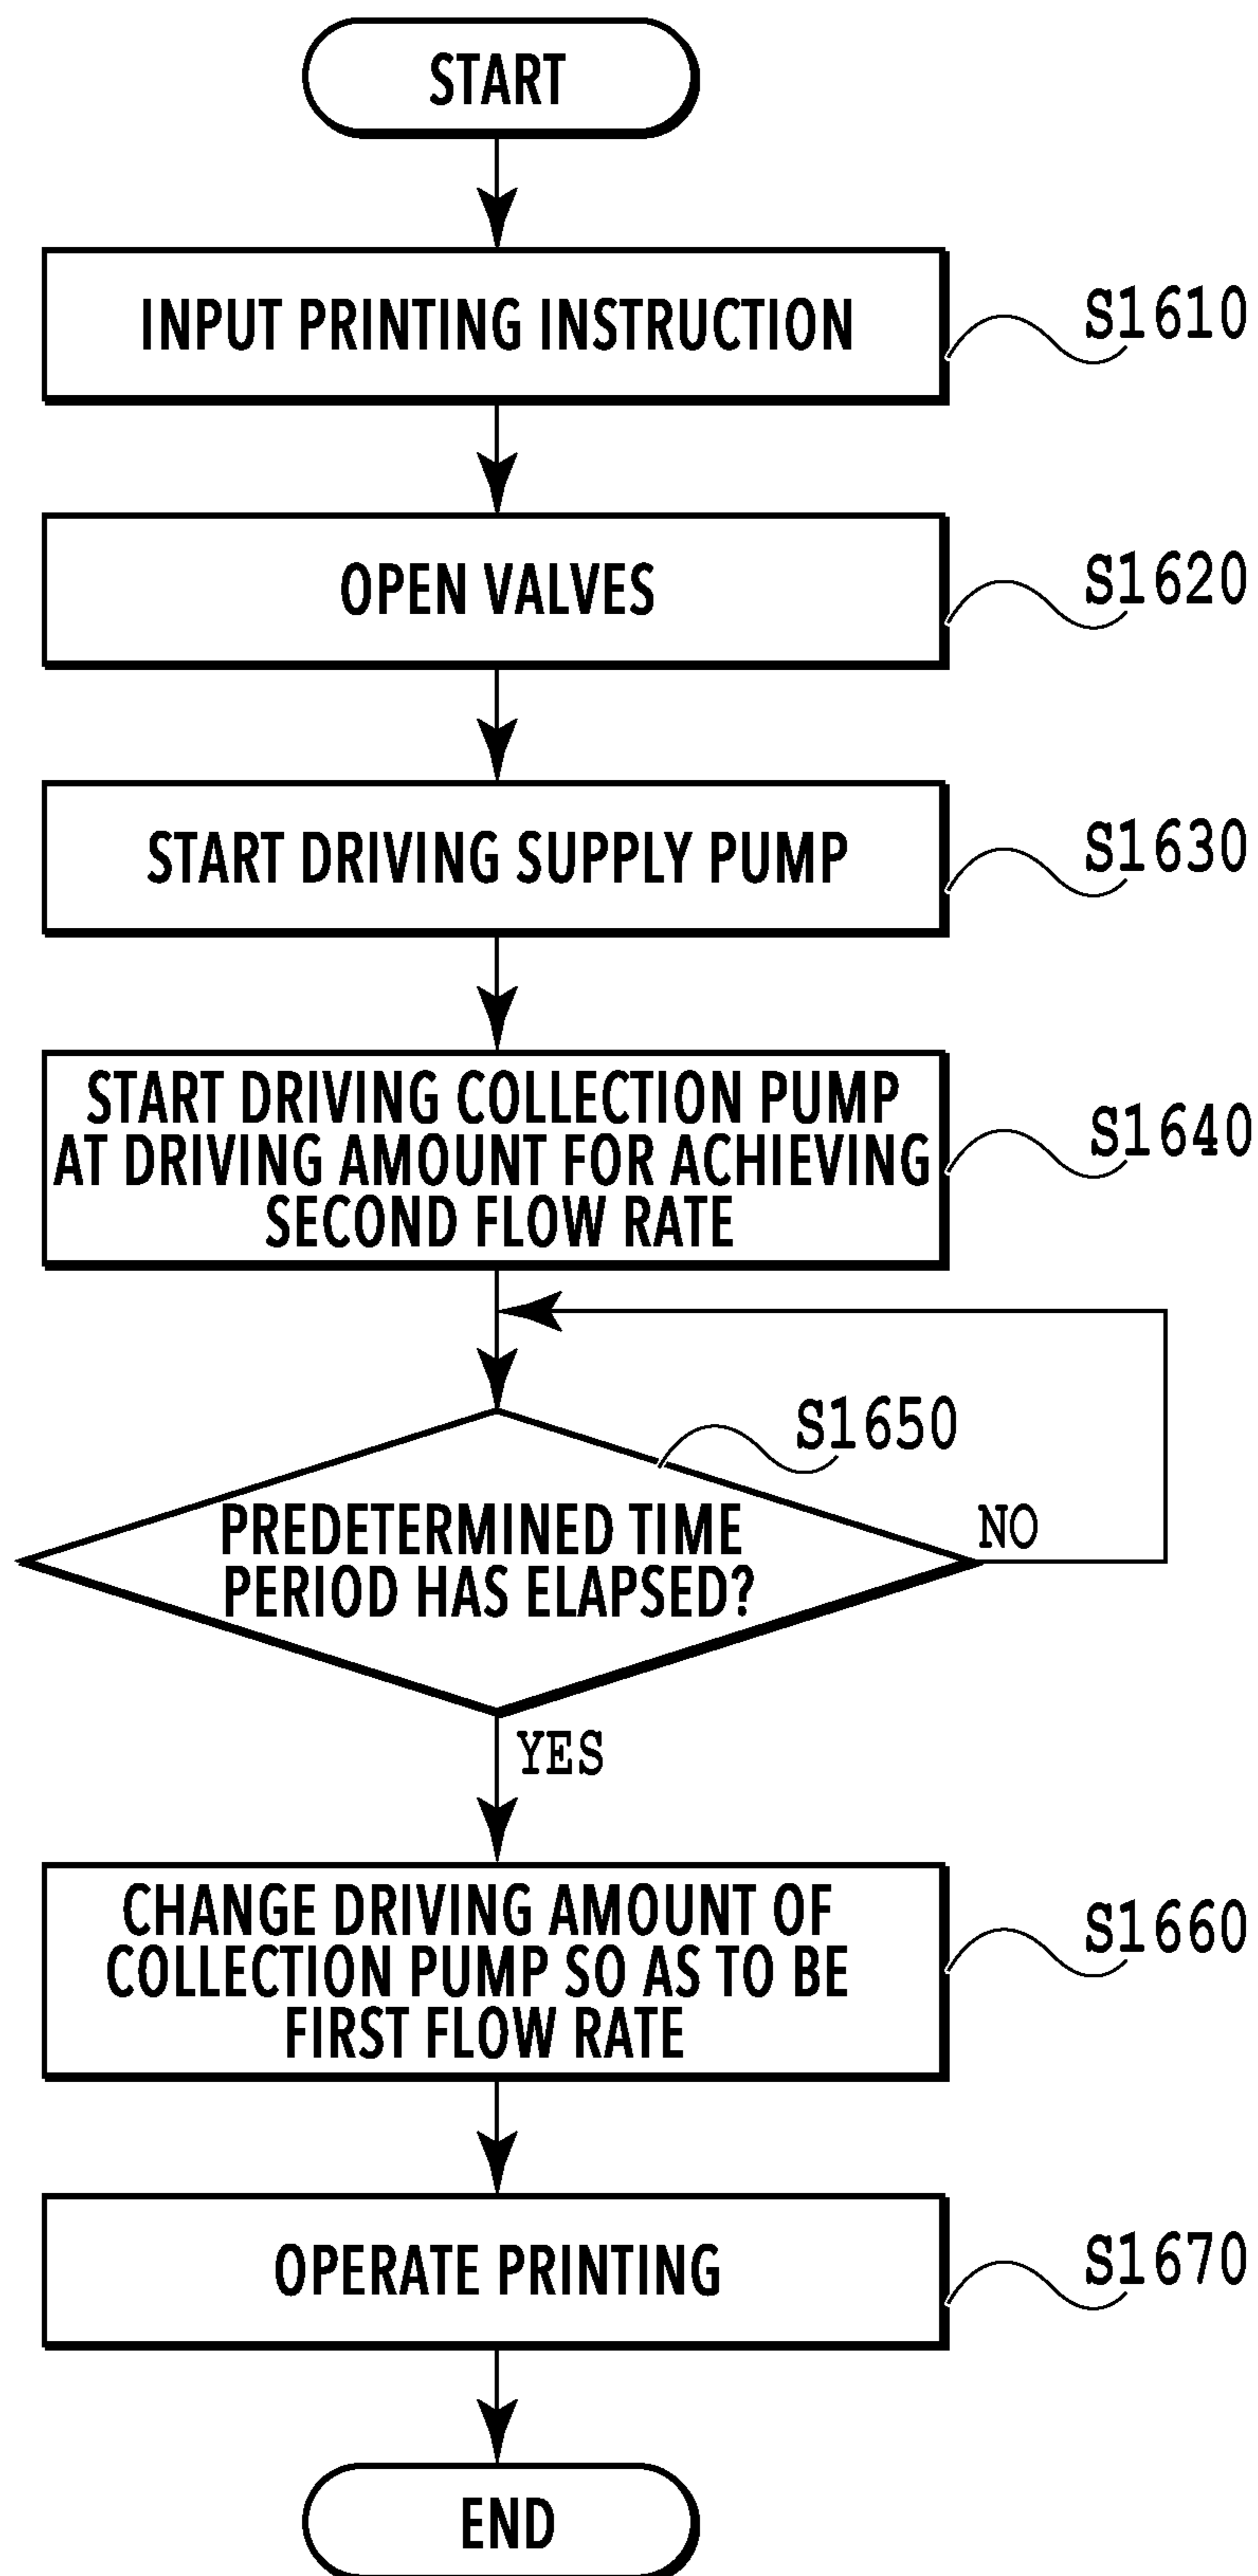 START
INPUT PRINTING INSTRUCTION
S1610
OPEN VALVES
S1620
START DRIVING SUPPLY PUMP
S1630
START DRIVING COLLECTION PUMP
AT DRIVING AMOUNT FOR ACHIEVING
SECOND FLOW RATE
S1640
S1650
PREDETERMINED TIME
PERIOD HAS ELAPSED?
NO
YES
CHANGE DRIVING AMOUNT OF
COLLECTION PUMP SO AS TO BE
FIRST FLOW RATE
S1660
OPERATE PRINTING
S1670
END